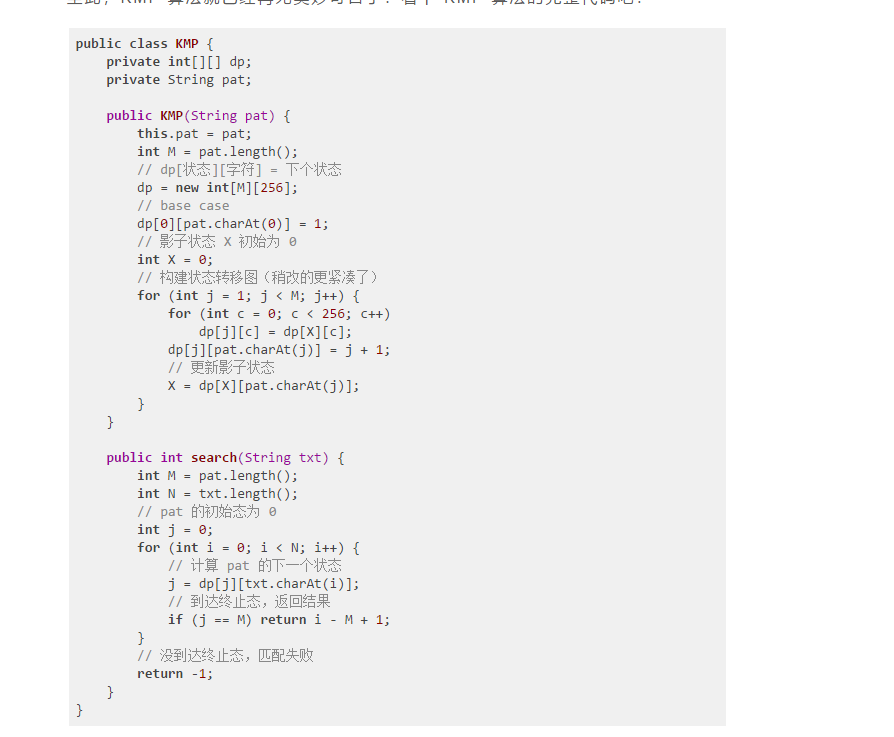 public class KMP {
    private int[][] dp;
    private String pat;

    public KMP(String pat) {
        this.pat = pat;
        int M = pat.length();
        // dp[状态][字符] = 下个状态
        dp = new int[M][256];
        // base case
        dp[0][pat.charAt(0)] = 1;
        // 影子状态 X 初始为 0
        int X = 0;
        // 构建状态转移图（稍改的更紧凑了）
        for (int j = 1; j < M; j++) {
            for (int c = 0; c < 256; c++)
                dp[j][c] = dp[X][c];
            dp[j][pat.charAt(j)] = j + 1;
            // 更新影子状态
            X = dp[X][pat.charAt(j)];
        }
    }

    public int search(String txt) {
        int M = pat.length();
        int N = txt.length();
        // pat 的初始态为 0
        int j = 0;
        for (int i = 0; i < N; i++) {
            // 计算 pat 的下一个状态
            j = dp[j][txt.charAt(i)];
            // 到达终止态，返回结果
            if (j == M) return i - M + 1;
        }
        // 没到达终止态，匹配失败
        return -1;
    }
}